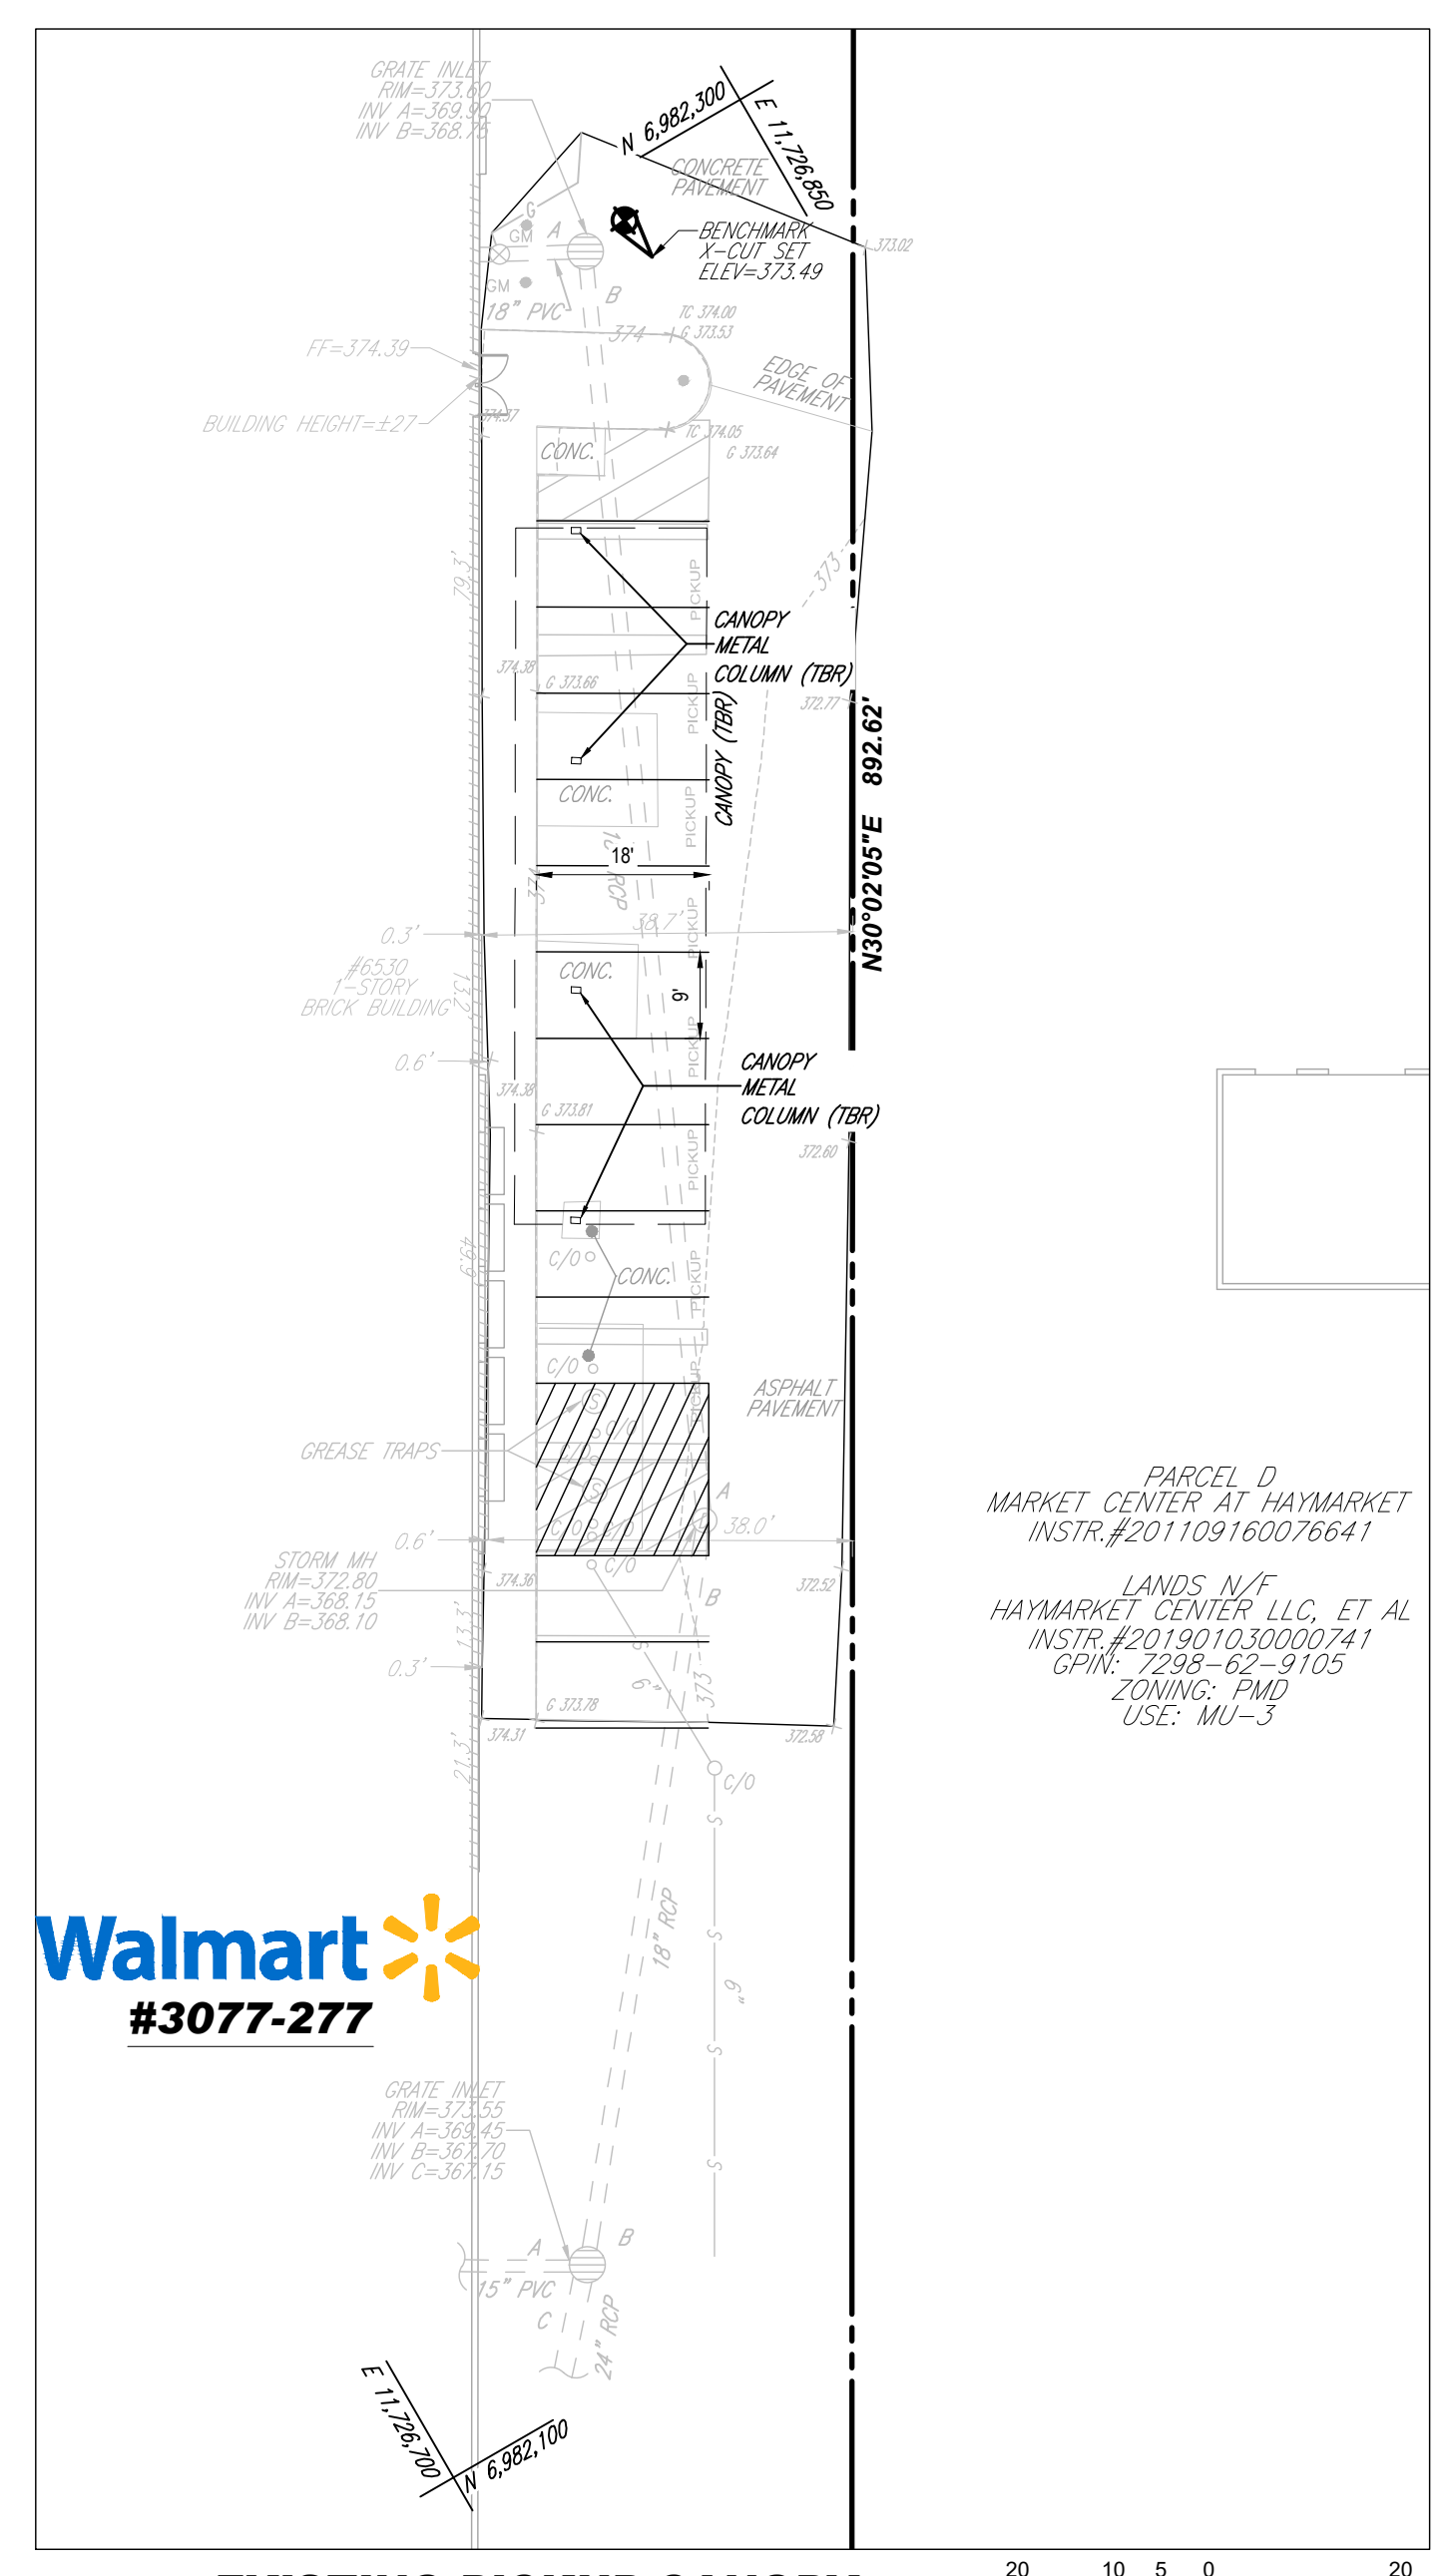 GRATE INLET
RIM=373.60
INV A=369.90
INV B=368.75
N 6,982,300
E 11,726,850
CONCRETE
PAVEMENT
G
GM
A
BENCHMARK
X-CUT SET
ELEV=373.49
373.02
GM
18" PVC
B
TC 374.00
G 373.53
374
FF=374.39
EDGE OF
PAVEMENT
BUILDING HEIGHT=±27
374.37
TC 374.05
G 373.64
CONC.
79.3'
PICKUP
373
CANOPY
METAL
COLUMN (TBR)
374.38
G 373.66
PICKUP
CANOPY (TBR)
372.77
N30°02'05"E 892.62'
CONC.
PICKUP
18'
374
RCP
38.7'
PICKUP
0.3'
#6530
1-STORY
BRICK BUILDING
13.2'
CONC.
9'
PICKUP
0.6'
CANOPY
METAL
COLUMN (TBR)
374.38
G 373.81
PICKUP
372.60
49.9'
C/O
CONC.
PICKUP
C/O
PICKUP
ASPHALT
PAVEMENT
S
C/O
C/O
GREASE TRAPS
S
A
C/O
C/O
38.0'
0.6'
C/O
STORM MH
RIM=372.80
INV A=368.15
INV B=368.10
374.36
372.52
B
13.3'
0.3'
6"
373
G 373.78
374.31
372.58
21.3'
C/O
PARCEL D
MARKET CENTER AT HAYMARKET
INSTR.#201109160076641
LANDS N/F
HAYMARKET CENTER LLC, ET AL
INSTR.#201901030000741
GPIN: 7298-62-9105
ZONING: PMD
USE: MU-3
S
18" RCP
S
6"
S
S
Walmart
#3077-277
GRATE INLET
RIM=373.55
INV A=369.45
INV B=367.70
INV C=367.15
A
B
15" PVC
C
24" RCP
E 11,726,700
N 6,982,100
EXISTING PICKUP CANOPY
20 10 5 0 20